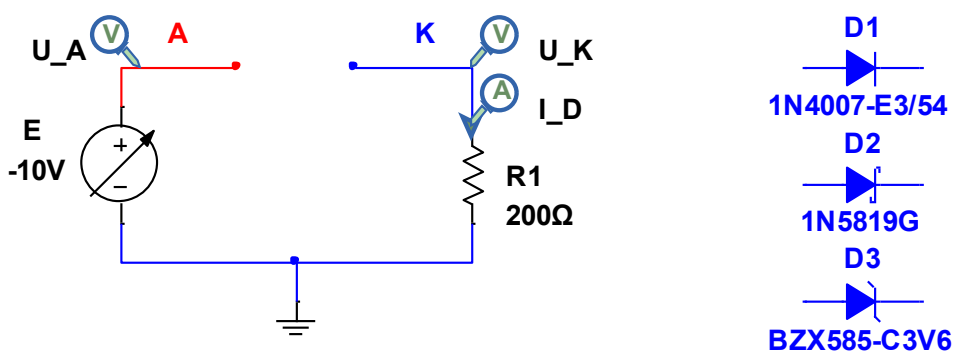 U_A
V
A
K
V
U_K
A
I_D
E
-10V
+
−
R1
200Ω
D1
1N4007-E3/54
D2
1N5819G
D3
BZX585-C3V6